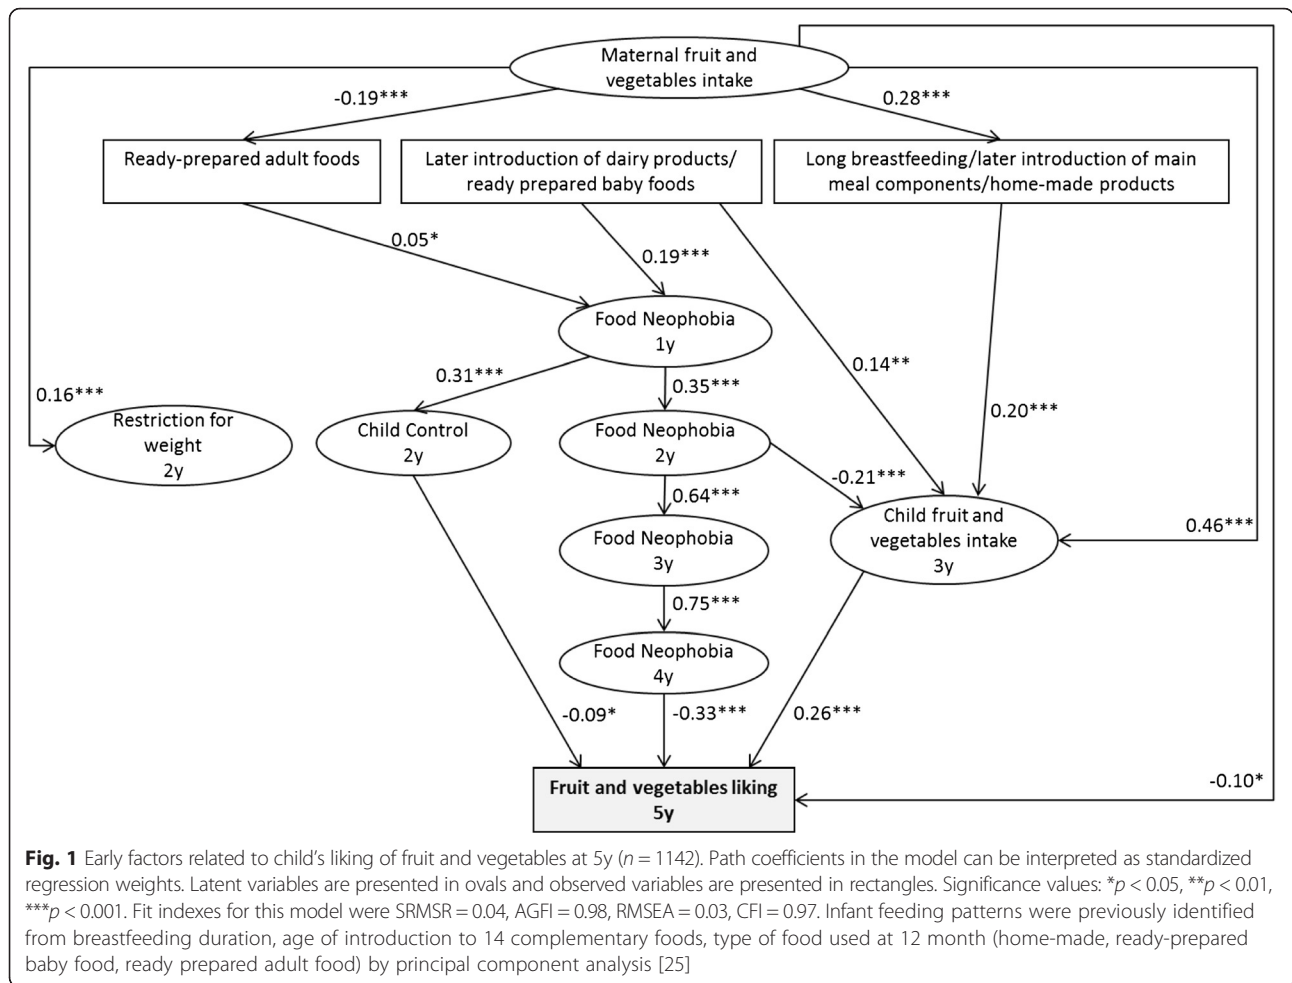 Maternal fruit and
vegetables intake
-0.19***
0.28***
Ready-prepared adult foods
Later introduction of dairy products/
ready prepared baby foods
Long breastfeeding/later introduction of main
meal components/home-made products
0.05*
0.19***
Food Neophobia
1y
0.14**
0.31***
0.35***
0.16***
0.20***
Restriction for
weight
2y
Child Control
2y
Food Neophobia
2y
-0.21***
0.64***
Child fruit and
vegetables intake
3y
0.46***
Food Neophobia
3y
0.75***
Food Neophobia
4y
-0.09*
-0.33***
0.26***
Fruit and vegetables liking
5y
-0.10*
Fig. 1 Early factors related to child's liking of fruit and vegetables at 5y (n = 1142). Path coefficients in the model can be interpreted as standardized
regression weights. Latent variables are presented in ovals and observed variables are presented in rectangles. Significance values: *p < 0.05, **p < 0.01,
***p < 0.001. Fit indexes for this model were SRMSR = 0.04, AGFI = 0.98, RMSEA = 0.03, CFI = 0.97. Infant feeding patterns were previously identified
from breastfeeding duration, age of introduction to 14 complementary foods, type of food used at 12 month (home-made, ready-prepared
baby food, ready prepared adult food) by principal component analysis [25]